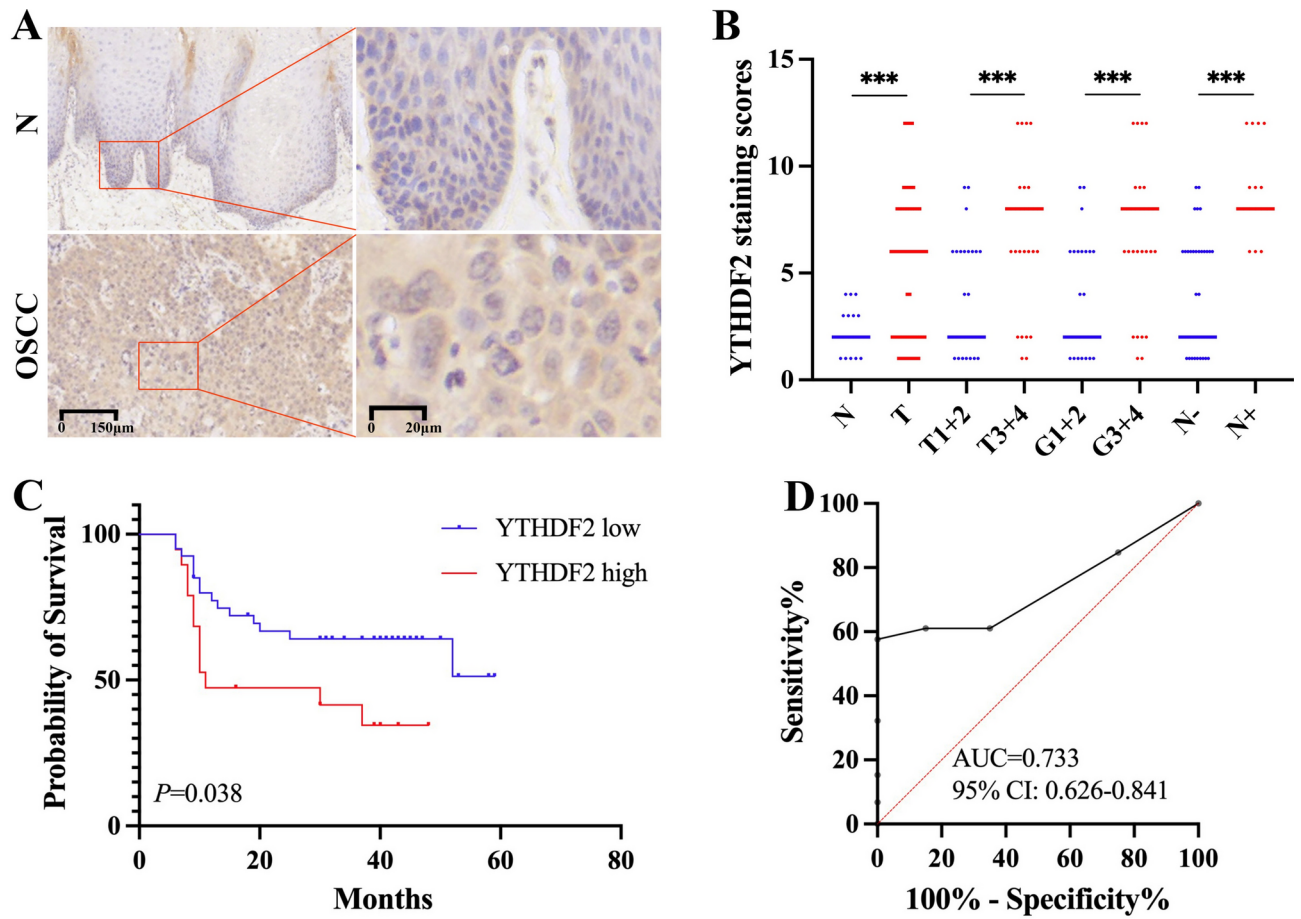 A
N
OSCC
0 150μm
0 20μm
B
YTHDF2 staining scores
15
10
5
0
*** *** *** ***
N T T1+2 T3+4 G1+2 G3+4 N- N+
C
Probability of Survival
100
50
0
YTHDF2 low
YTHDF2 high
P=0.038
0 20 40 60 80
Months
D
Sensitivity%
100
80
60
40
20
0
AUC=0.733
95% CI: 0.626-0.841
0 20 40 60 80 100
100% - Specificity%